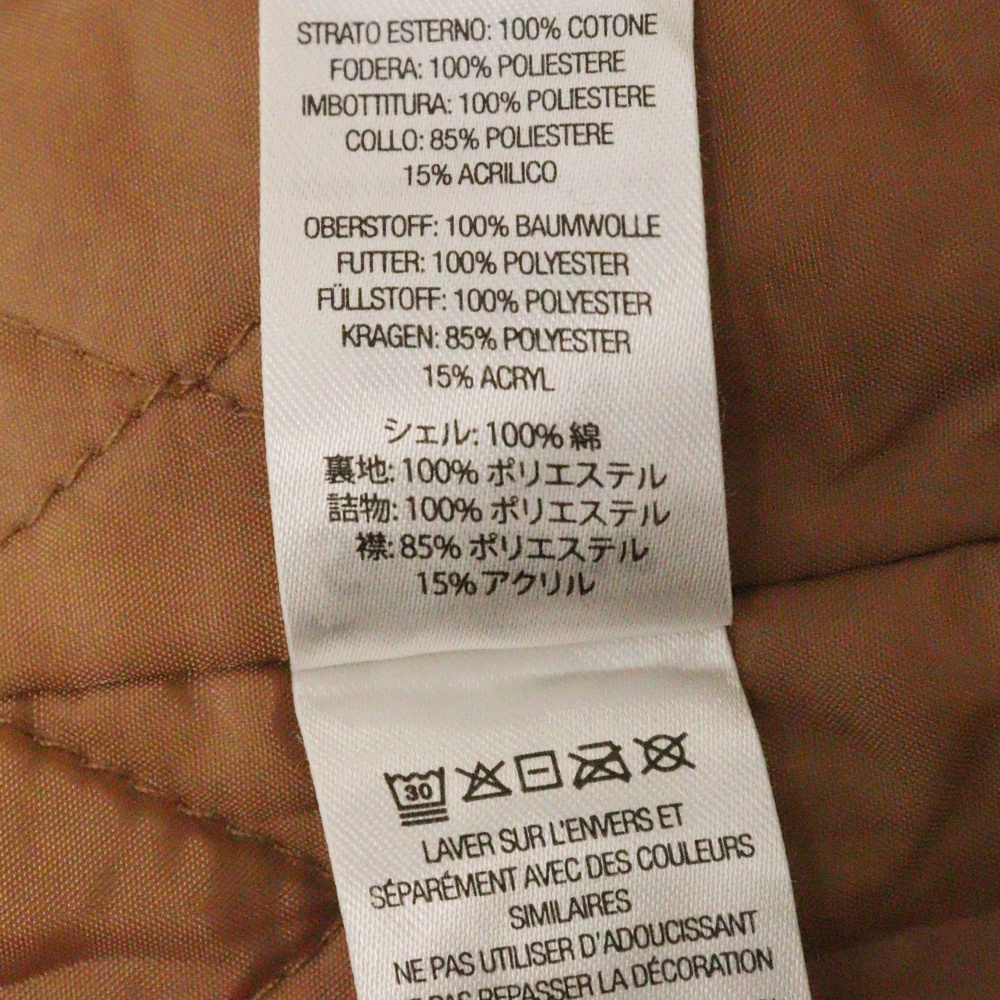 STRATO ESTERNO: 100% COTONE
FODERA: 100% POLIESTERE
IMBOTTITURA: 100% POLIESTERE
COLLO: 85% POLIESTERE
15% ACRILICO
OBERSTOFF: 100% BAUMWOLLE
FUTTER: 100% POLYESTER
FÜLLSTOFF: 100% POLYESTER
KRAGEN: 85% POLYESTER
15% ACRYL
シェル: 100% 綿
裏地: 100% ポリエステル
詰物: 100% ポリエステル
襟: 85% ポリエステル
15% アクリル
30
LAVER SUR L'ENVERS ET
SÉPARÉMENT AVEC DES COULEURS
SIMILAIRES
NE PAS UTILISER D'ADOUCISSANT
PAS REPASSER LA DÉCORATION